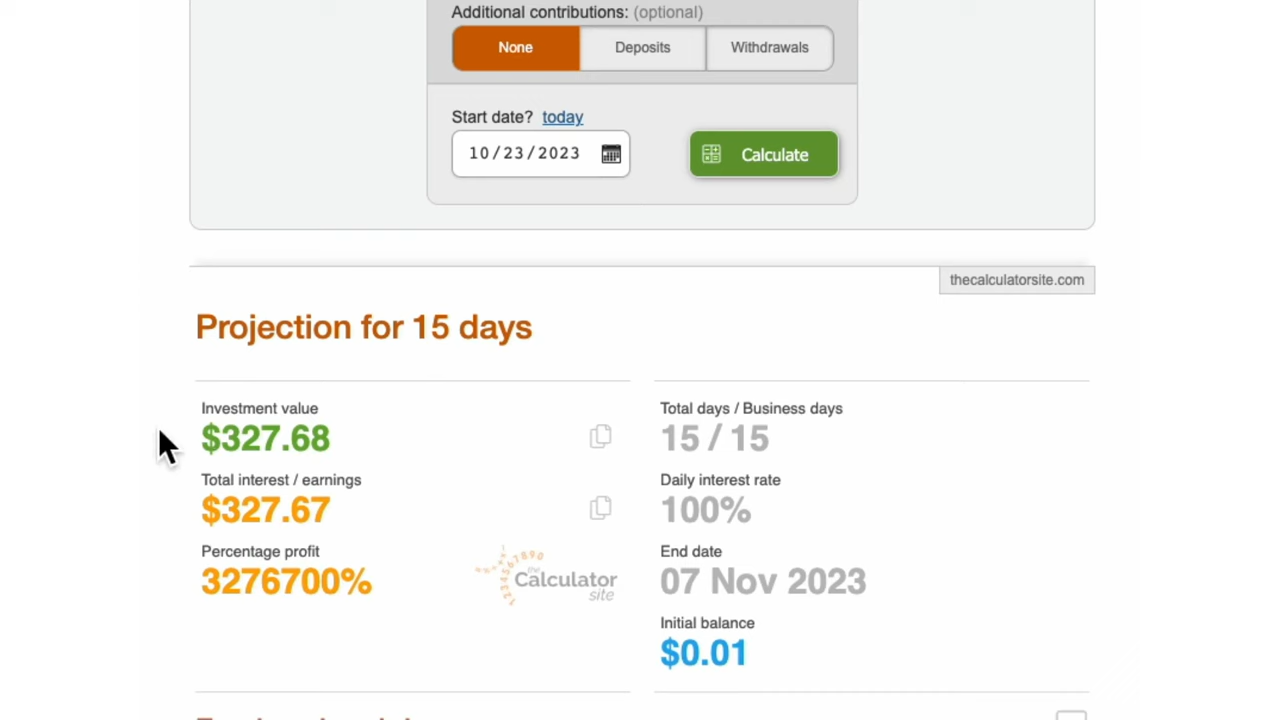 Additional contributions: (optional)
None Deposits Withdrawals
Start date? today
10/23/2023
Calculate
thecalculatorsite.com
Projection for 15 days
Investment value
$327.68
Total interest / earnings
$327.67
Percentage profit
3276700%
the
Calculator
site
Total days / Business days
15 / 15
Daily interest rate
100%
End date
07 Nov 2023
Initial balance
$0.01